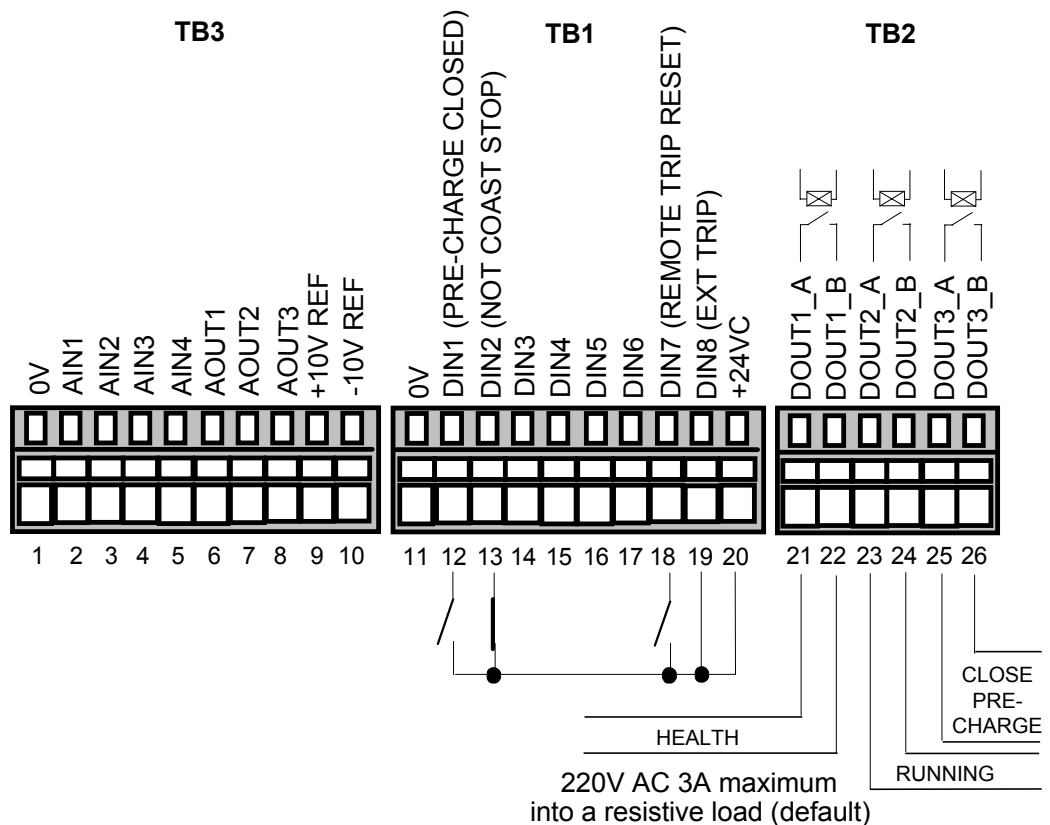 TB3
TB1
TB2
0V
AIN1
AIN2
AIN3
AIN4
AOUT1
AOUT2
AOUT3
+10V REF
-10V REF
0V
DIN1 (PRE-CHARGE CLOSED)
DIN2 (NOT COAST STOP)
DIN3
DIN4
DIN5
DIN6
DIN7 (REMOTE TRIP RESET)
DIN8 (EXT TRIP)
+24VC
DOUT1_A
DOUT1_B
DOUT2_A
DOUT2_B
DOUT3_A
DOUT3_B
1 2 3 4 5 6 7 8 9 10
11 12 13 14 15 16 17 18 19 20
21 22 23 24 25 26
CLOSE
PRE-
CHARGE
HEALTH
RUNNING
220V AC 3A maximum
into a resistive load (default)